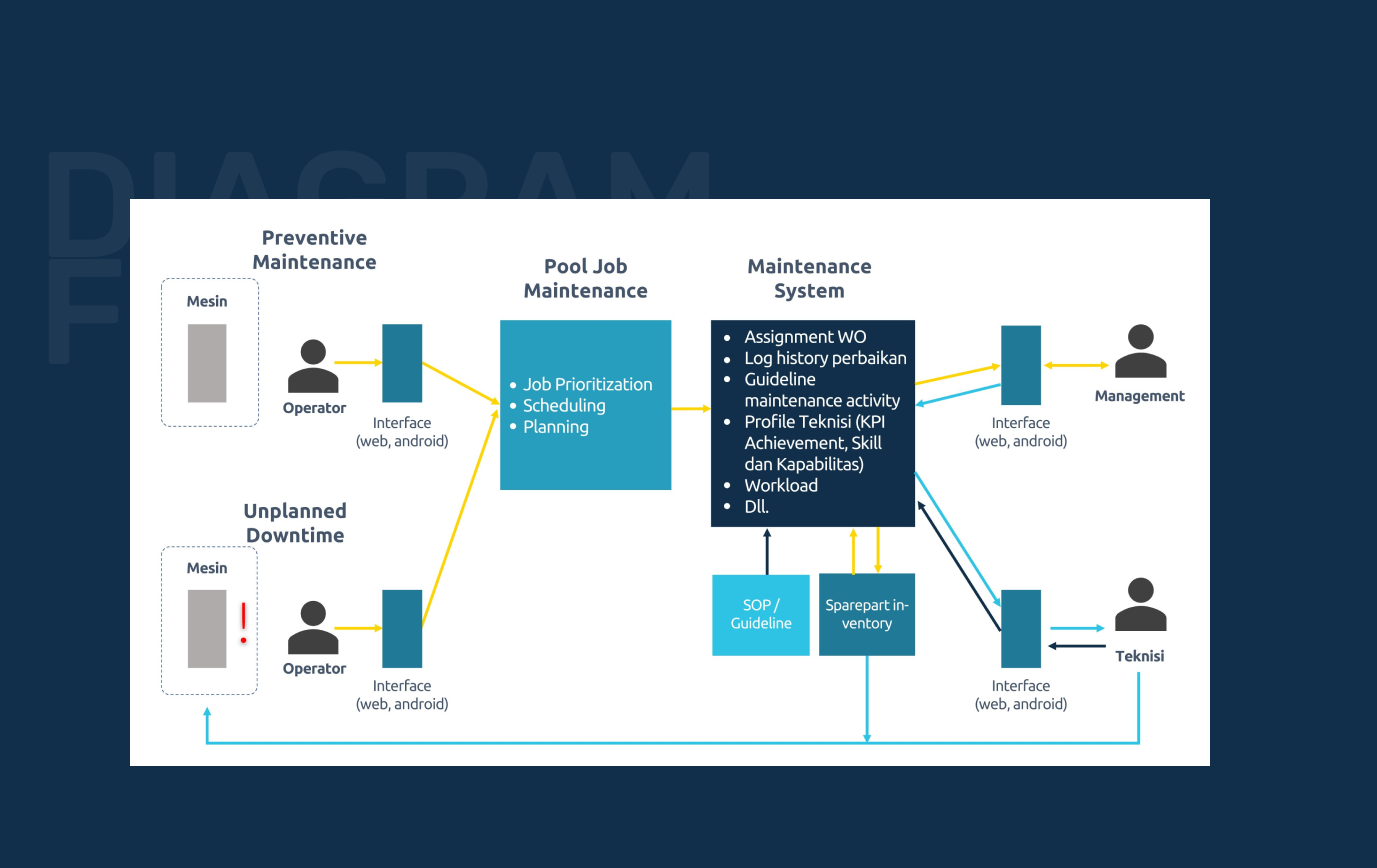 DIAGRAM
F
Preventive
Maintenance
Mesin
Operator
Interface
(web, android)
Unplanned
Downtime
Mesin
!
Operator
Interface
(web, android)
Pool Job
Maintenance
• Job Prioritization
• Scheduling
• Planning
Maintenance
System
• Assignment WO
• Log history perbaikan
• Guideline
maintenance activity
• Profile Teknisi (KPI
Achievement, Skill
dan Kapabilitas)
• Workload
• Dll.
SOP /
Guideline
Sparepart in-
ventory
Interface
(web, android)
Management
Interface
(web, android)
Teknisi